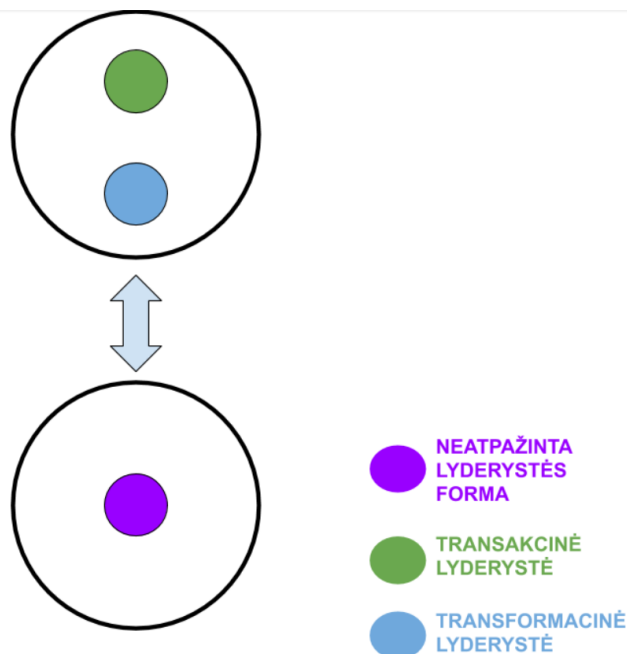 NEATPAŽINTA
LYDERYSTĖS
FORMA
TRANSAKCINĖ
LYDERYSTĖ
TRANSFORMACINĖ
LYDERYSTĖ